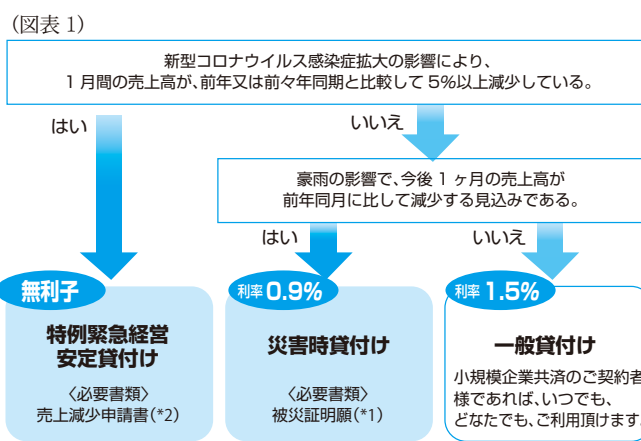 (図表 1)
新型コロナウイルス感染症拡大の影響により、
1 月間の売上高が、前年又は前々年同期と比較して 5%以上減少している。
はい
いいえ
豪雨の影響で、今後 1 ヶ月の売上高が
前年同月に比して減少する見込みである。
はい
いいえ
無利子
特例緊急経営
安定貸付け
〈必要書類〉
売上減少申請書(*2)
利率 0.9%
災害時貸付け
〈必要書類〉
被災証明願(*1)
利率 1.5%
一般貸付け
小規模企業共済のご契約者
様であれば、いつでも、
どなたでも、ご利用頂けます